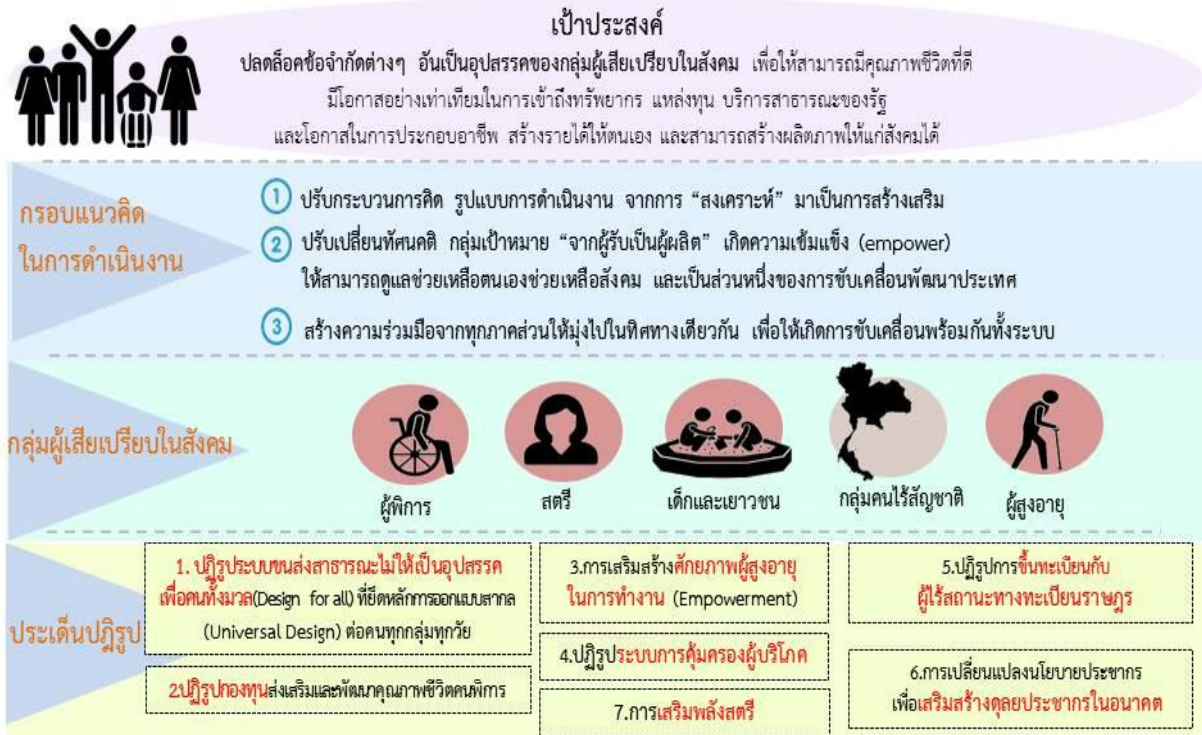 เป้าประสงค์
ปลดล็อคข้อจำกัดต่างๆ อันเป็นอุปสรรคของกลุ่มผู้เสียเปรียบในสังคม เพื่อให้สามารถมีคุณภาพชีวิตที่ดี
มีโอกาสอย่างเท่าเทียมในการเข้าถึงทรัพยากร แหล่งทุน บริการสาธารณะของรัฐ
และโอกาสในการประกอบอาชีพ สร้างรายได้ให้ตนเอง และสามารถสร้างผลิตภาพให้แก่สังคมได้
กรอบแนวคิด
ในการดำเนินงาน
1 ปรับกระบวนการคิด รูปแบบการดำเนินงาน จากการ “สงเคราะห์” มาเป็นการสร้างเสริม
2 ปรับเปลี่ยนทัศนคติ กลุ่มเป้าหมาย “จากผู้รับเป็นผู้ผลิต” เกิดความเข้มแข็ง (empower)
ให้สามารถดูแลช่วยเหลือตนเองช่วยเหลือสังคม และเป็นส่วนหนึ่งของการขับเคลื่อนพัฒนาประเทศ
3 สร้างความร่วมมือจากทุกภาคส่วนให้มุ่งไปในทิศทางเดียวกัน เพื่อให้เกิดการขับเคลื่อนพร้อมกันทั้งระบบ
กลุ่มผู้เสียเปรียบในสังคม
ผู้พิการ
สตรี
เด็กและเยาวชน
กลุ่มคนไร้สัญชาติ
ผู้สูงอายุ
ประเด็นปฏิรูป
1. ปฏิรูประบบขนส่งสาธารณะไม่ให้เป็นอุปสรรค
เพื่อคนทั้งมวล(Design for all) ที่ยึดหลักการออกแบบสากล
(Universal Design) ต่อคนทุกกลุ่มทุกวัย
2ปฏิรูปกองทุนส่งเสริมและพัฒนาคุณภาพชีวิตคนพิการ
3.การเสริมสร้างศักยภาพผู้สูงอายุ
ในการทำงาน (Empowerment)
4.ปฏิรูประบบการคุ้มครองผู้บริโภค
7.การเสริมพลังสตรี
5.ปฏิรูปการขึ้นทะเบียนกับ
ผู้ไร้สถานะทางทะเบียนราษฎร
6.การเปลี่ยนแปลงนโยบายประชากร
เพื่อเสริมสร้างดุลยประชากรในอนาคต